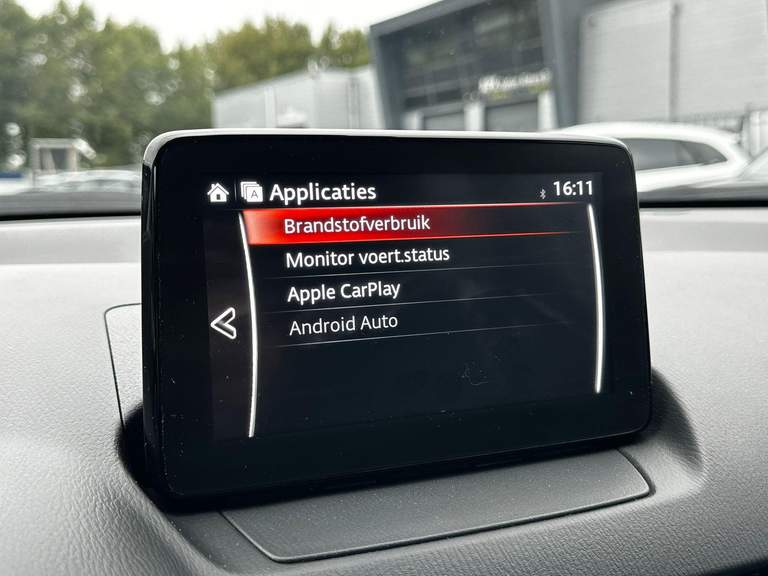 Applicaties
16:11
Brandstofverbruik
Monitor voert.status
Apple CarPlay
Android Auto